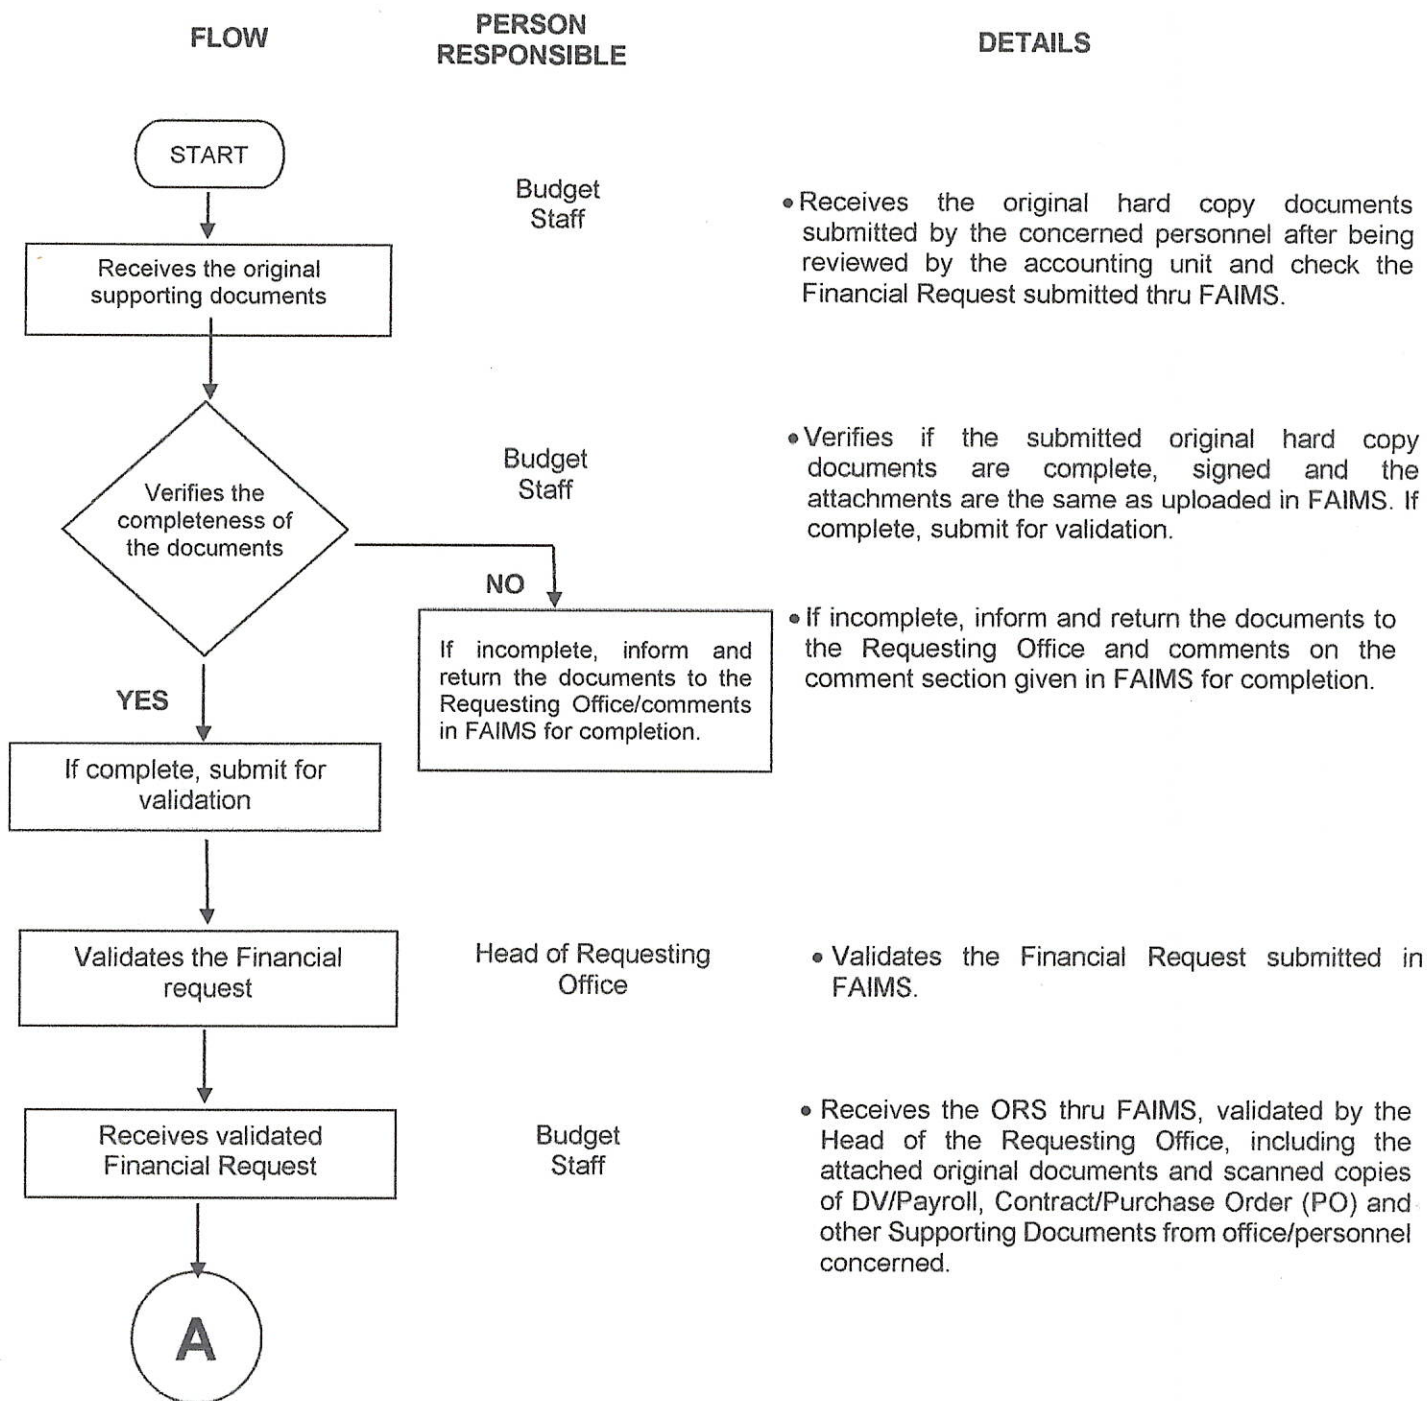 FLOW
PERSON
RESPONSIBLE
DETAILS
START
Budget
Staff
• Receives the original hard copy documents
submitted by the concerned personnel after being
reviewed by the accounting unit and check the
Financial Request submitted thru FAIMS.
Receives the original
supporting documents
Verifies the
completeness of
the documents
Budget
Staff
• Verifies if the submitted original hard copy
documents are complete, signed and the
attachments are the same as uploaded in FAIMS. If
complete, submit for validation.
NO
If incomplete, inform and
return the documents to the
Requesting Office/comments
in FAIMS for completion.
• If incomplete, inform and return the documents to
the Requesting Office and comments on the
comment section given in FAIMS for completion.
YES
If complete, submit for
validation
Validates the Financial
request
Head of Requesting
Office
• Validates the Financial Request submitted in
FAIMS.
Receives validated
Financial Request
Budget
Staff
• Receives the ORS thru FAIMS, validated by the
Head of the Requesting Office, including the
attached original documents and scanned copies
of DV/Payroll, Contract/Purchase Order (PO) and
other Supporting Documents from office/personnel
concerned.
A